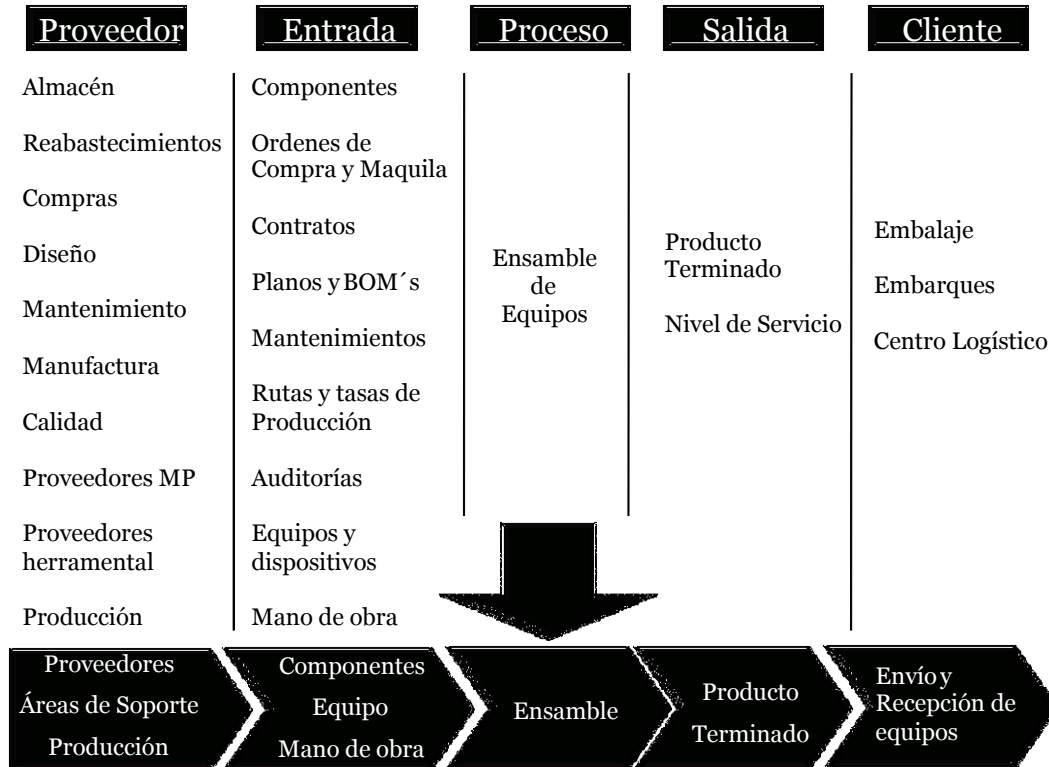 Proveedor
Entrada
Proceso
Salida
Cliente
Almacén
Reabastecimientos
Compras
Diseño
Mantenimiento
Manufactura
Calidad
Proveedores MP
Proveedores
herramental
Producción
Componentes
Ordenes de
Compra y Maquila
Contratos
Planos y BOM´s
Mantenimientos
Rutas y tasas de
Producción
Auditorías
Equipos y
dispositivos
Mano de obra
Ensamble
de
Equipos
Producto
Terminado
Nivel de Servicio
Embalaje
Embarques
Centro Logístico
Proveedores
Áreas de Soporte
Producción
Componentes
Equipo
Mano de obra
Ensamble
Producto
Terminado
Envío y
Recepción de
equipos